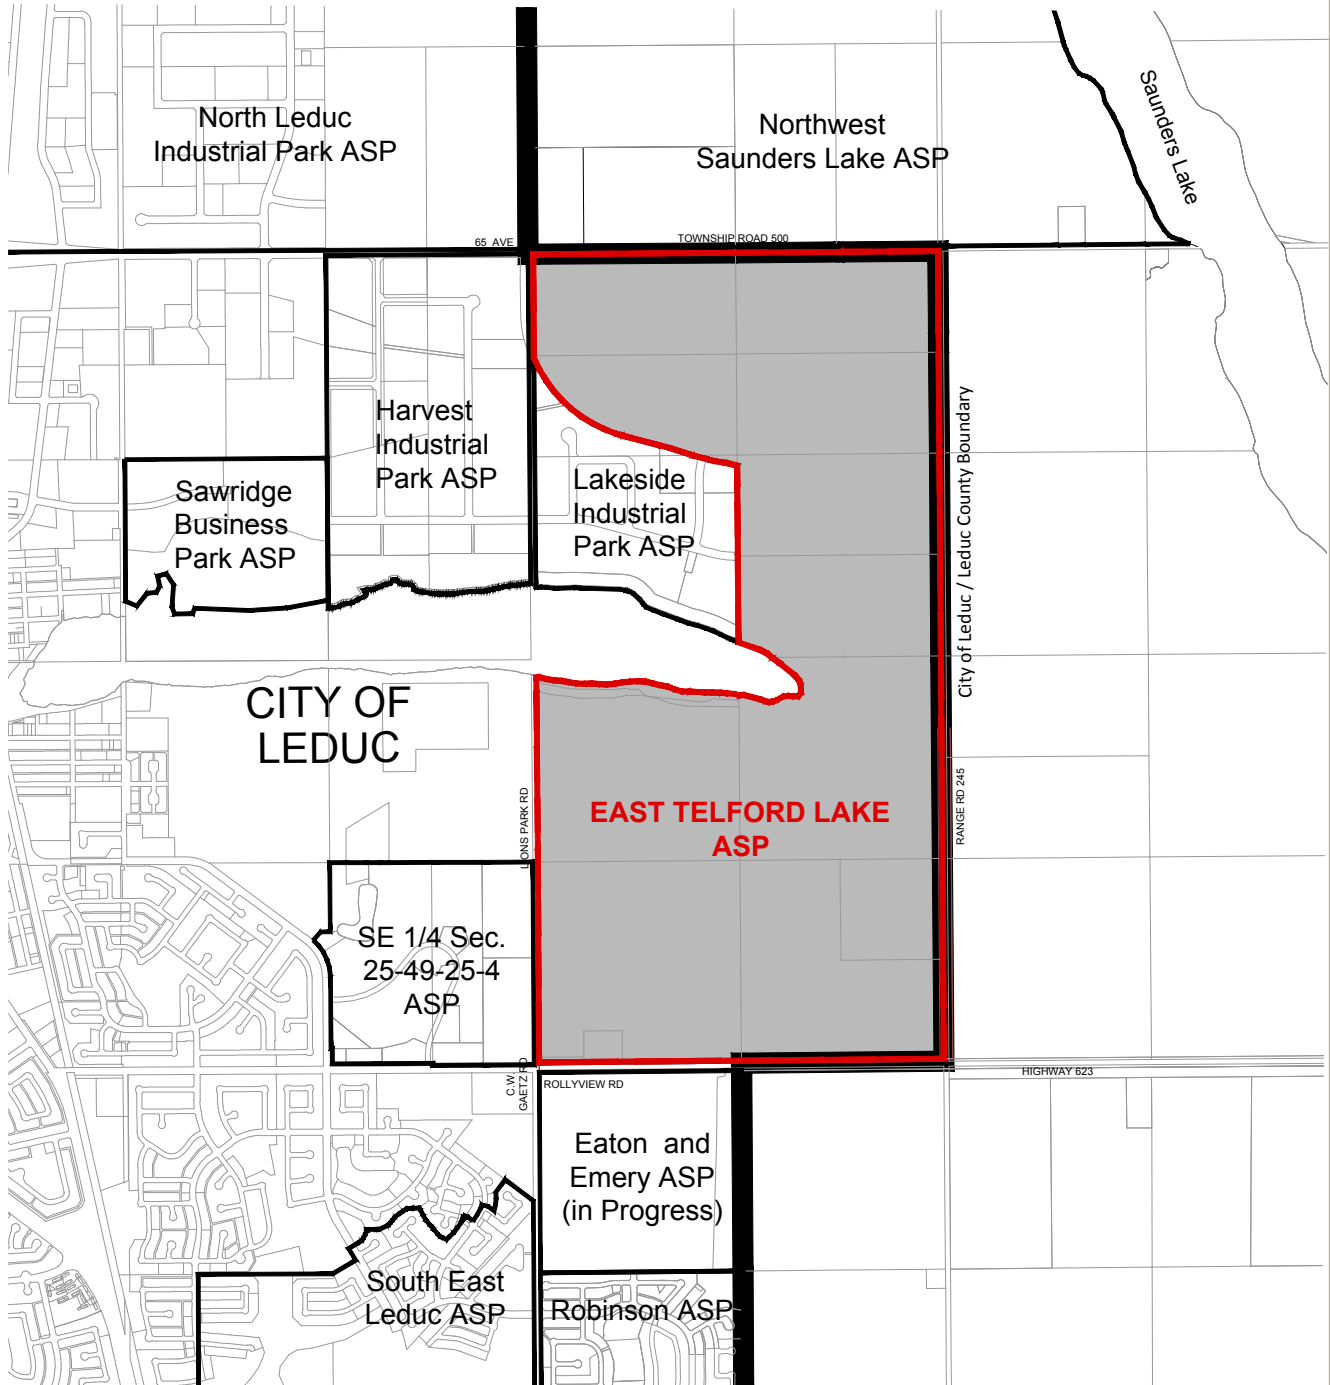 North Leduc
Industrial Park ASP
Northwest
Saunders Lake ASP
Saunders Lake
65 AVE
TOWNSHIP ROAD 500
Harvest
Industrial
Park ASP
Sawridge
Business
Park ASP
Lakeside
Industrial
Park ASP
City of Leduc / Leduc County Boundary
CITY OF
LEDUC
LIONS PARK RD
EAST TELFORD LAKE
ASP
RANGE RD 245
SE 1/4 Sec.
25-49-25-4
ASP
C.W.
GAETZ RD
ROLLYVIEW RD
HIGHWAY 623
Eaton and
Emery ASP
(in Progress)
South East
Leduc ASP
Robinson ASP